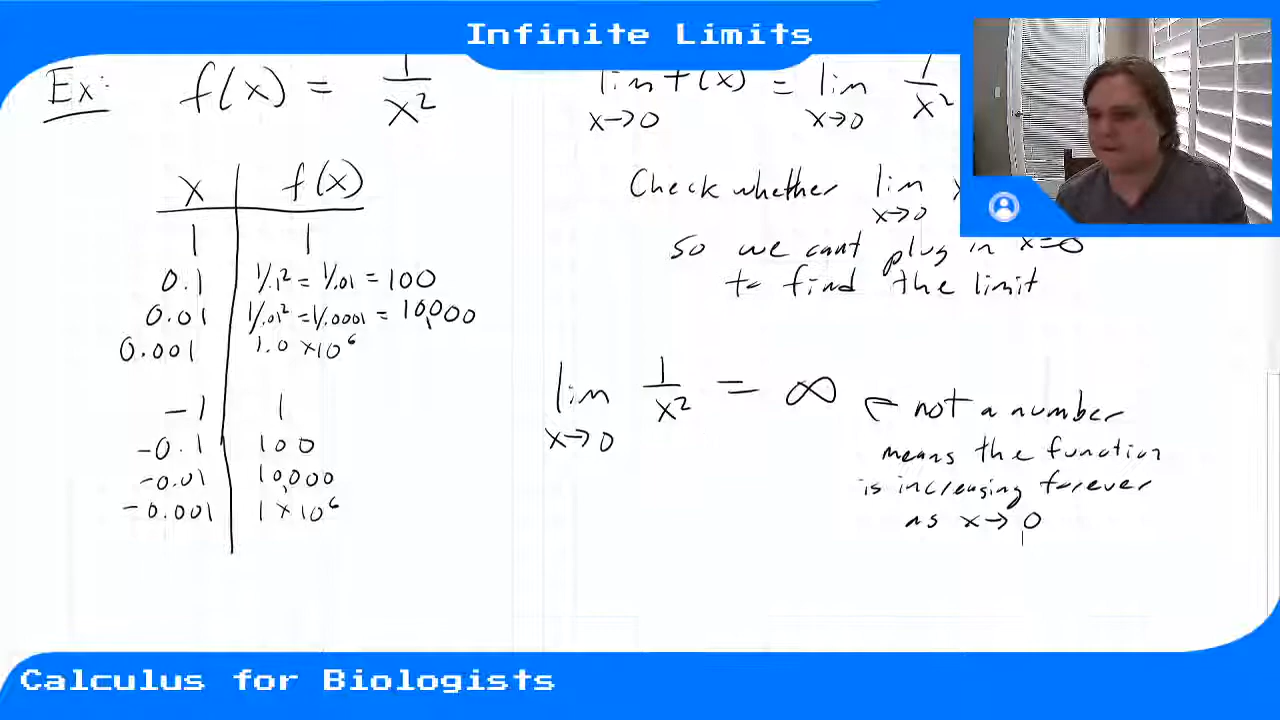 Infinite Limits
Ex: f(x) = 1/x²
x f(x)
1 1
0.1 1/.1² = 1/.01 = 100
0.01 1/.01² = 1/.0001 = 10,000
0.001 1.0 x10⁶
-1 1
-0.1 100
-0.01 10,000
-0.001 1 x 10⁶
lim f(x) = lim 1/x²
x→0 x→0
Check whether lim
x→0
so we cant plug in x=0
to find the limit
lim 1/x² = ∞ ← not a number
x→0
means the function
is increasing forever
as x→0
Calculus for Biologists